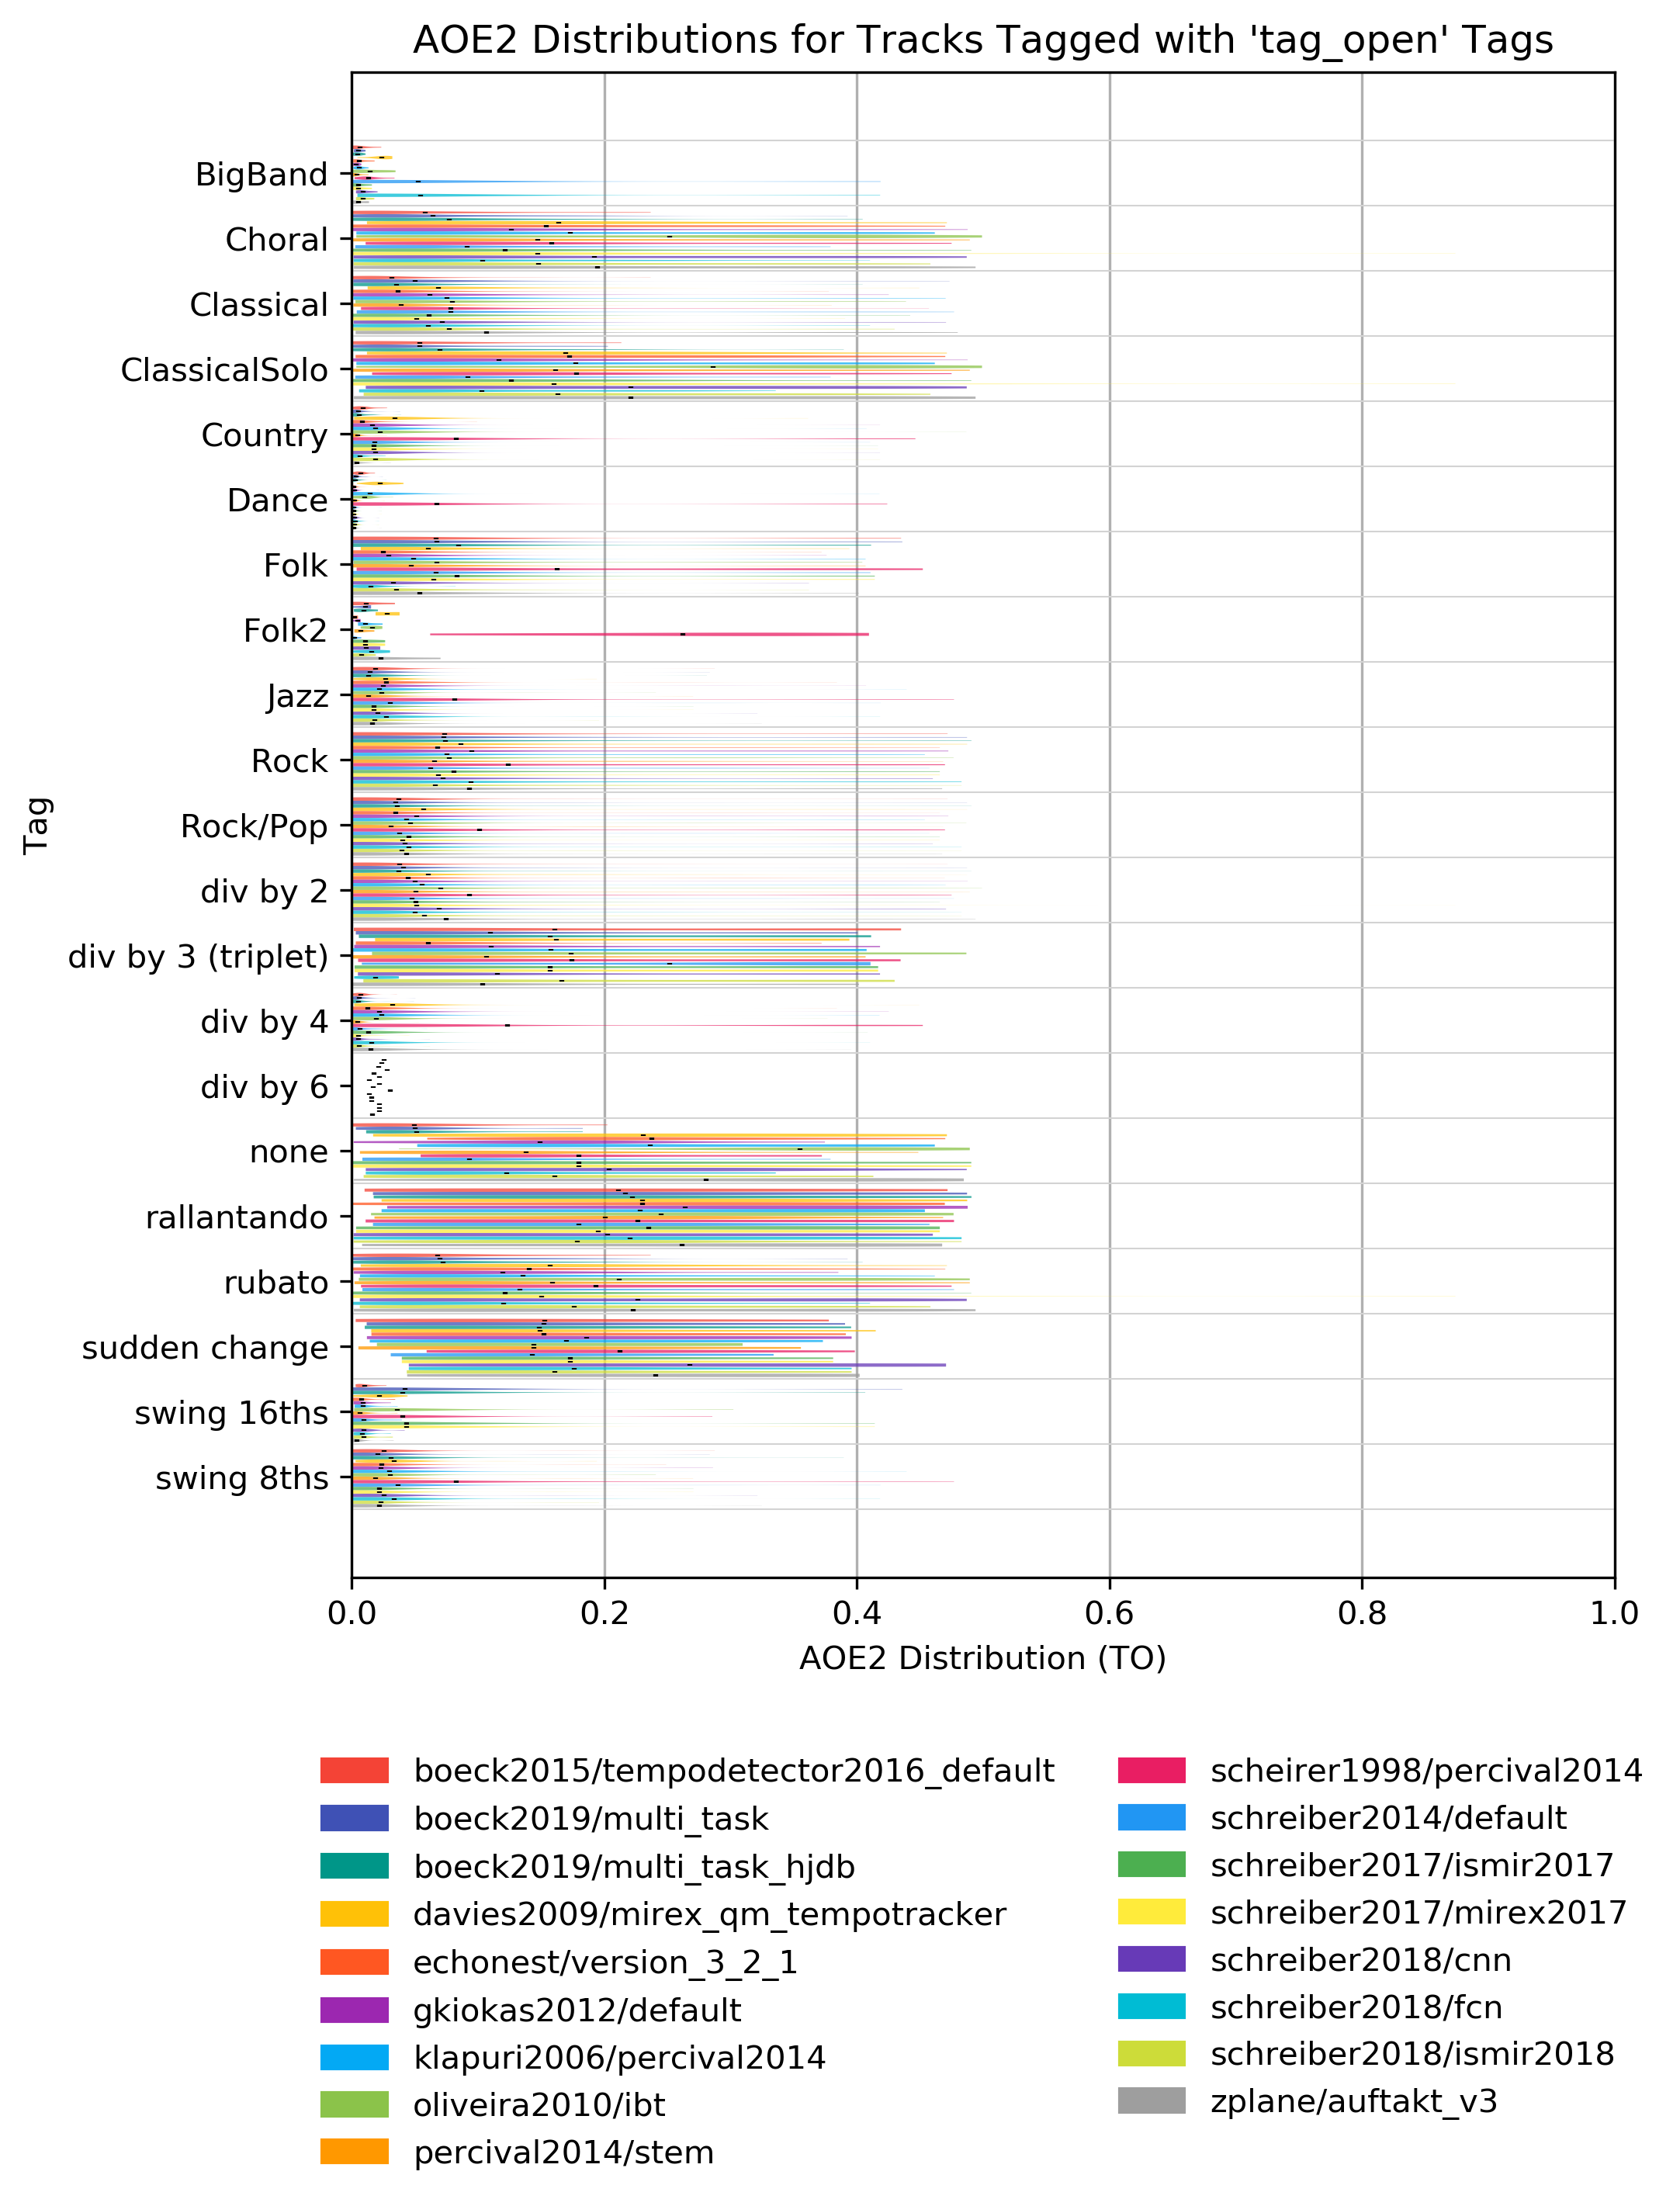 AOE2 Distributions for Tracks Tagged with 'tag_open' Tags
BigBand
Choral
Classical
ClassicalSolo
Country
Dance
Folk
Folk2
Jazz
Rock
Rock/Pop
div by 2
div by 3 (triplet)
div by 4
div by 6
none
rallantando
rubato
sudden change
swing 16ths
swing 8ths
Tag
0.0 0.2 0.4 0.6 0.8 1.0
AOE2 Distribution (TO)
boeck2015/tempodetector2016_default
boeck2019/multi_task
boeck2019/multi_task_hjdb
davies2009/mirex_qm_tempotracker
echonest/version_3_2_1
gkiokas2012/default
klapuri2006/percival2014
oliveira2010/ibt
percival2014/stem
scheirer1998/percival2014
schreiber2014/default
schreiber2017/ismir2017
schreiber2017/mirex2017
schreiber2018/cnn
schreiber2018/fcn
schreiber2018/ismir2018
zplane/auftakt_v3